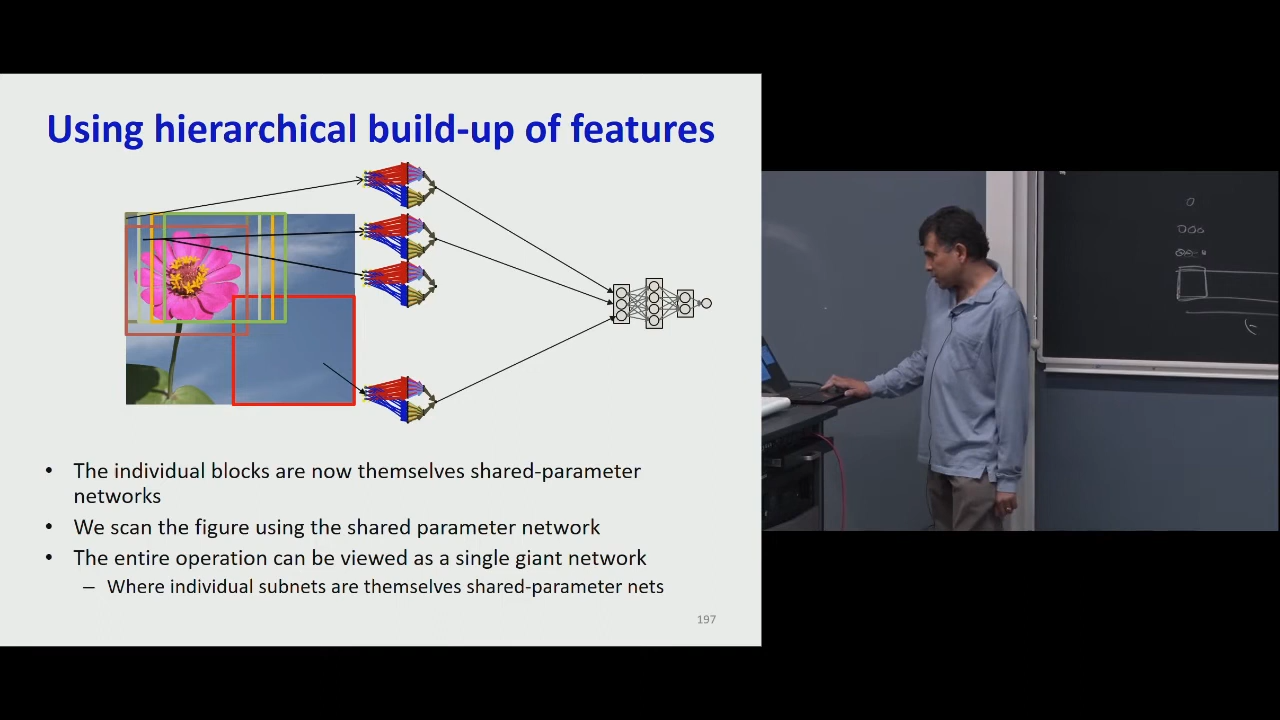 Using hierarchical build-up of features
• The individual blocks are now themselves shared-parameter
networks
• We scan the figure using the shared parameter network
• The entire operation can be viewed as a single giant network
– Where individual subnets are themselves shared-parameter nets
197